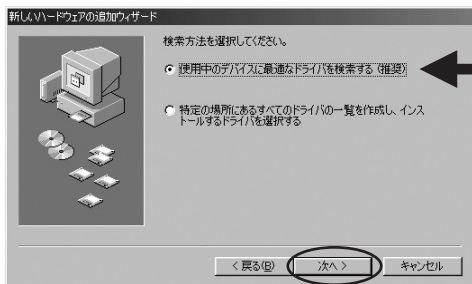 新しいハードウェアの追加ウィザード
検索方法を選択してください。
使用中のデバイスに最適なドライバを検索する（推奨）
特定の場所にあるすべてのドライバの一覧を作成し、インス
トールするドライバを選択する
< 戻る(B)
次へ >
キャンセル